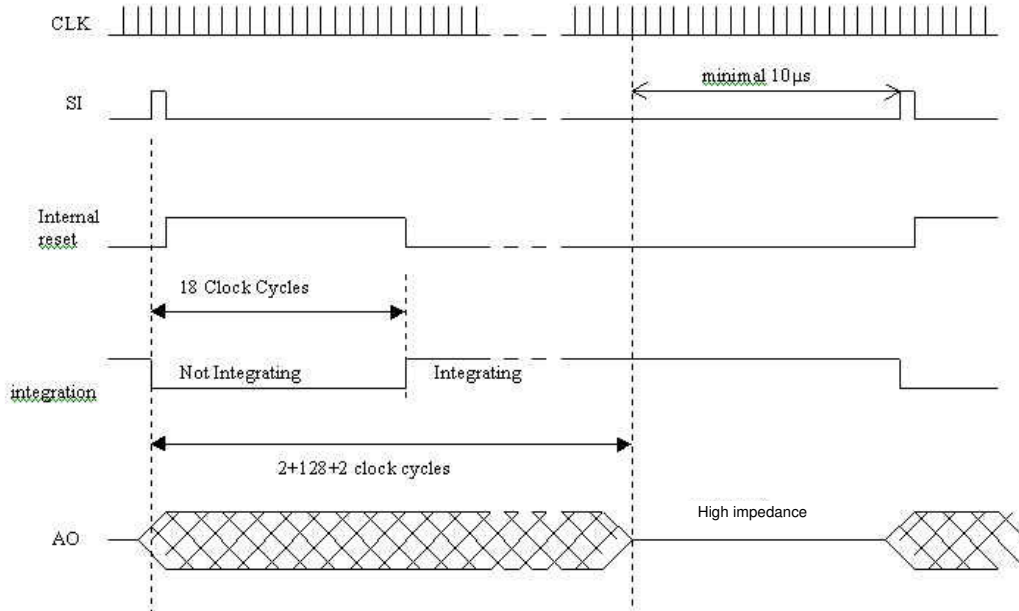 CLK
minimal 10µs
SI
Internal
reset
18 Clock Cycles
Not Integrating
Integrating
integration
2+128+2 clock cycles
High impedance
AO